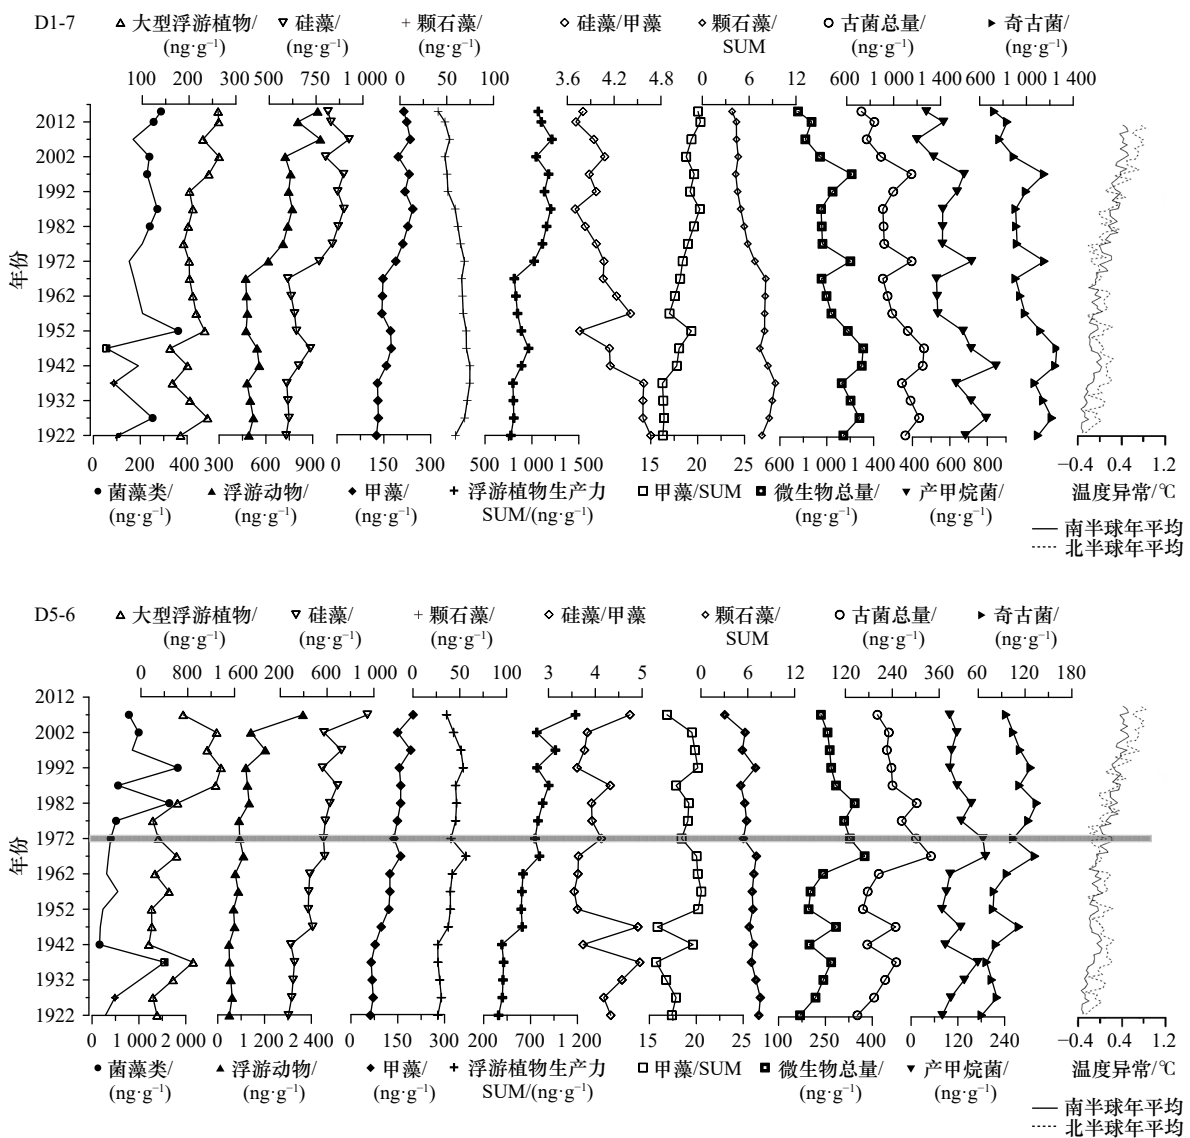 D1-7
大型浮游植物/
(ng·g⁻¹)
硅藻/
(ng·g⁻¹)
颗石藻/
(ng·g⁻¹)
硅藻/甲藻
颗石藻/
SUM
古菌总量/
(ng·g⁻¹)
奇古菌/
(ng·g⁻¹)
100 200 300 500 750 1 000 0 50 100 3.6 4.2 4.8 0 6 12 600 1 000 1 400 600 1 000 1 400
年份
2012
2002
1992
1982
1972
1962
1952
1942
1932
1922
0 200 400 300 600 900 0 150 300 500 1 000 1 500 15 20 25 600 1 000 1 400 400 600 800 −0.4 0.4 1.2
菌藻类/
(ng·g⁻¹)
浮游动物/
(ng·g⁻¹)
甲藻/
(ng·g⁻¹)
浮游植物生产力
SUM/(ng·g⁻¹)
甲藻/SUM
微生物总量/
(ng·g⁻¹)
产甲烷菌/
(ng·g⁻¹)
温度异常/℃
南半球年平均
北半球年平均
D5-6
大型浮游植物/
(ng·g⁻¹)
硅藻/
(ng·g⁻¹)
颗石藻/
(ng·g⁻¹)
硅藻/甲藻
颗石藻/
SUM
古菌总量/
(ng·g⁻¹)
奇古菌/
(ng·g⁻¹)
0 800 1 600 200 600 1 000 0 50 100 3 4 5 0 6 12 120 240 360 60 120 180
年份
2012
2002
1992
1982
1972
1962
1952
1942
1932
1922
0 1 000 2 000 0 1 200 2 400 0 150 300 200 700 1 200 15 20 25 100 250 400 0 120 240 −0.4 0.4 1.2
菌藻类/
(ng·g⁻¹)
浮游动物/
(ng·g⁻¹)
甲藻/
(ng·g⁻¹)
浮游植物生产力
SUM/(ng·g⁻¹)
甲藻/SUM
微生物总量/
(ng·g⁻¹)
产甲烷菌/
(ng·g⁻¹)
温度异常/℃
南半球年平均
北半球年平均